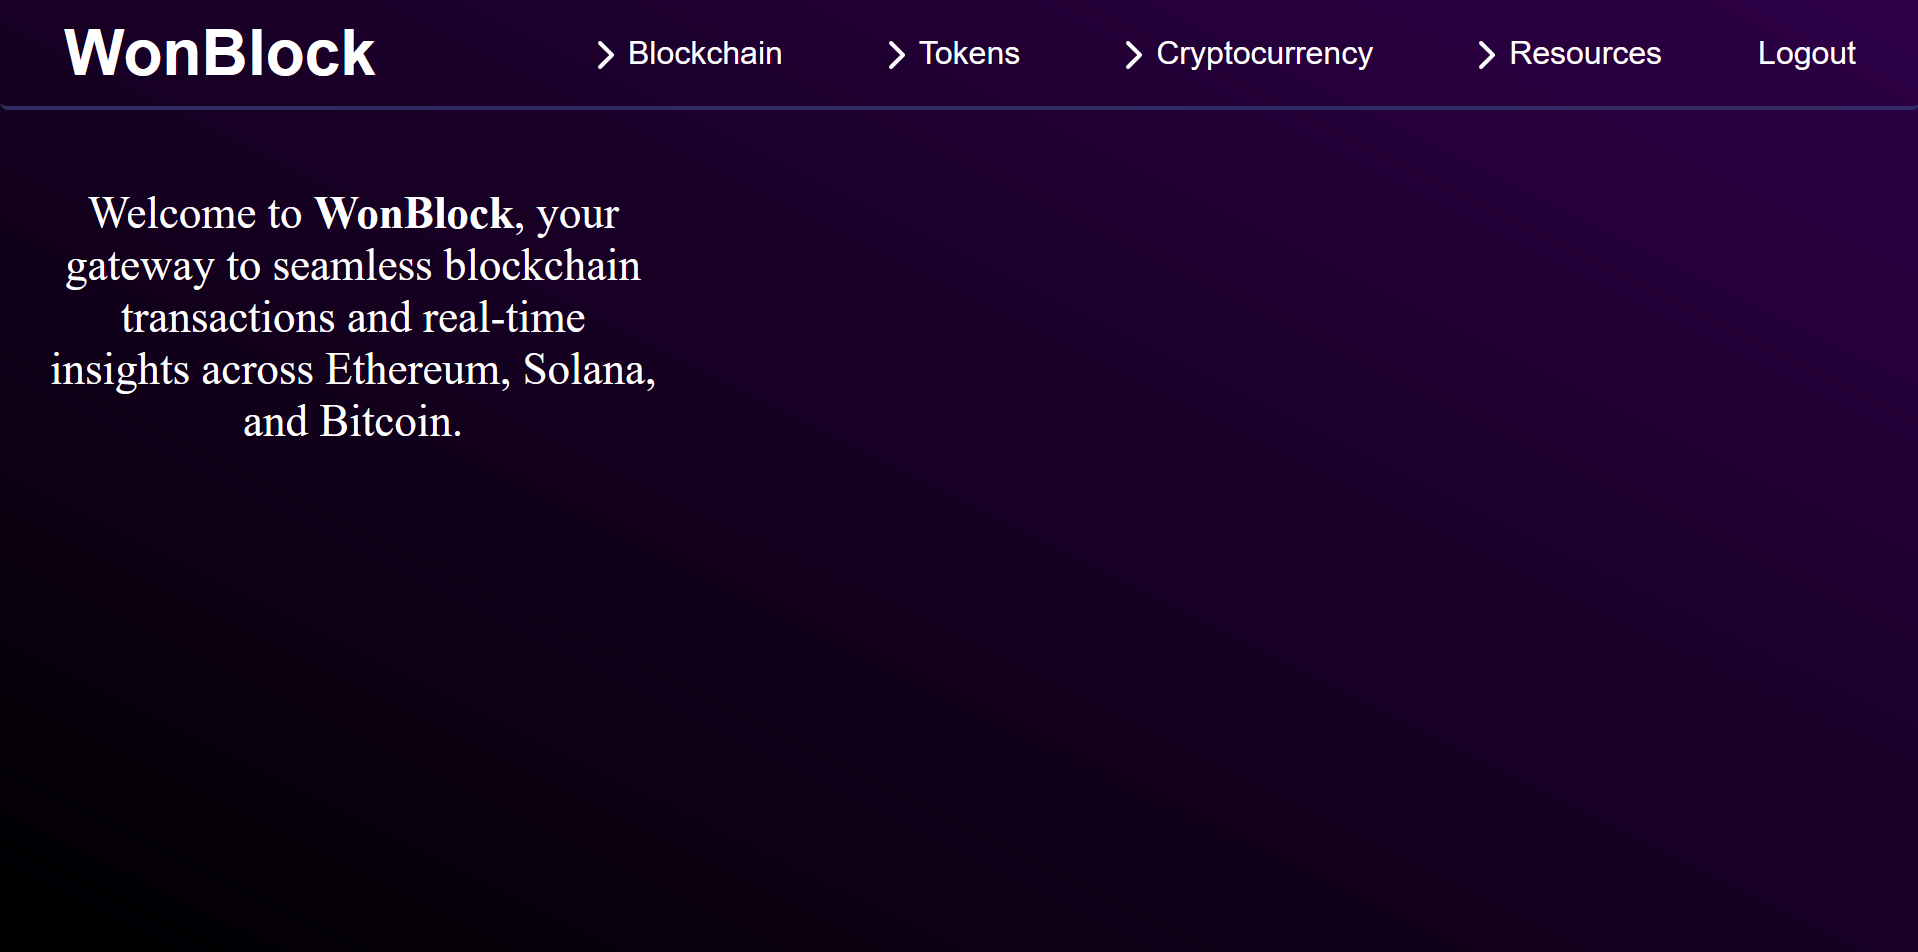 WonBlock
Blockchain
Tokens
Cryptocurrency
Resources
Logout
Welcome to WonBlock, your
gateway to seamless blockchain
transactions and real-time
insights across Ethereum, Solana,
and Bitcoin.